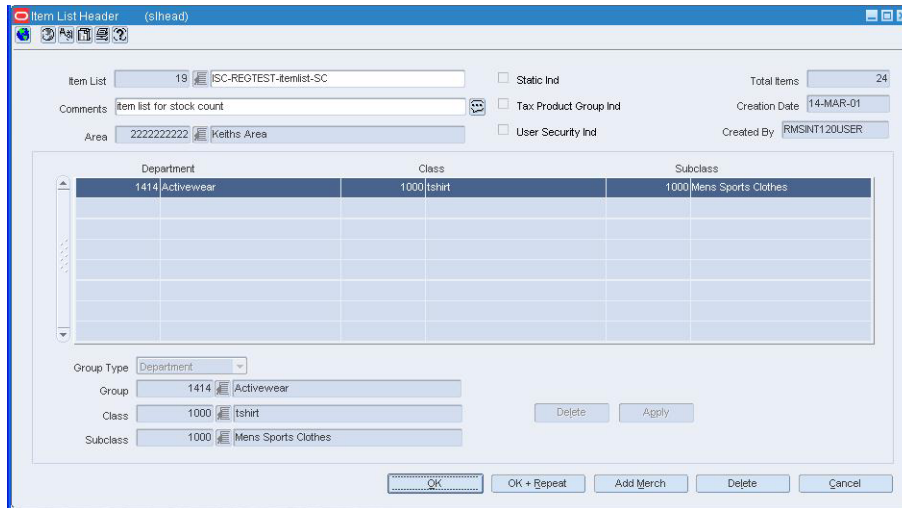 Item List Header (slhead)
Item List 19 ISC-REGTEST-itemlist-SC Static Ind Total Items 24
Comments item list for stock count Tax Product Group Ind Creation Date 14-MAR-01
Area 2222222222 Keiths Area User Security Ind Created By RMSINT120USER
Department Class Subclass
1414 Activewear 1000 tshirt 1000 Mens Sports Clothes
Group Type Department
Group 1414 Activewear
Class 1000 tshirt Delete Apply
Subclass 1000 Mens Sports Clothes
OK OK + Repeat Add Merch Delete Cancel